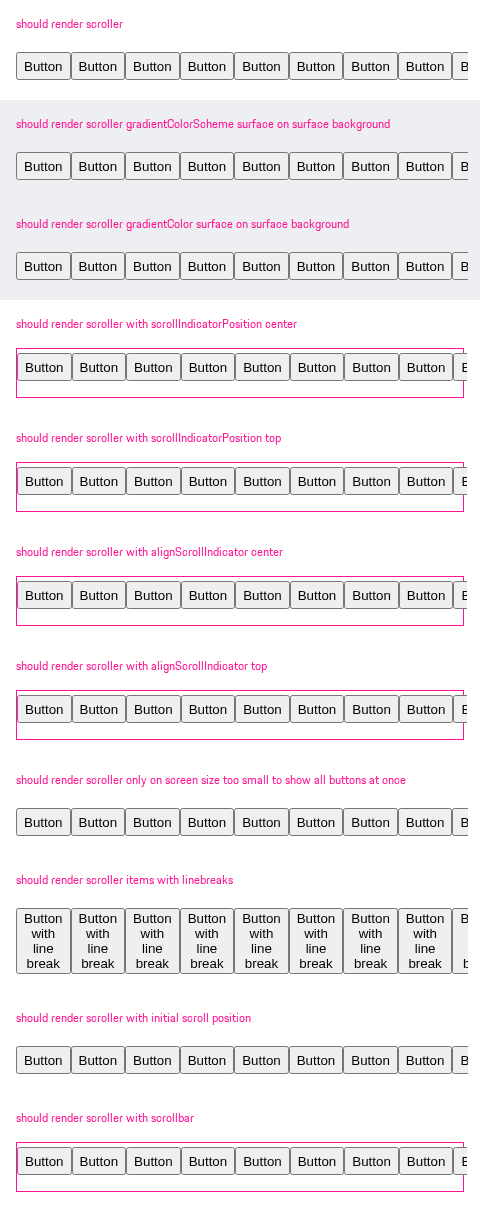 should render scroller
Button Button Button Button Button Button Button Button B
should render scroller gradientColorScheme surface on surface background
Button Button Button Button Button Button Button Button B
should render scroller gradientColor surface on surface background
Button Button Button Button Button Button Button Button B
should render scroller with scrollIndicatorPosition center
Button Button Button Button Button Button Button Button
should render scroller with scrollIndicatorPosition top
Button Button Button Button Button Button Button Button
should render scroller with alignScrollIndicator center
Button Button Button Button Button Button Button Button
should render scroller with alignScrollIndicator top
Button Button Button Button Button Button Button Button
should render scroller only on screen size too small to show all buttons at once
Button Button Button Button Button Button Button Button B
should render scroller items with linebreaks
Button Button Button Button Button Button Button Button B
with with with with with with with with
line line line line line line line line
break break break break break break break break b
should render scroller with initial scroll position
Button Button Button Button Button Button Button Button B
should render scroller with scrollbar
Button Button Button Button Button Button Button Button